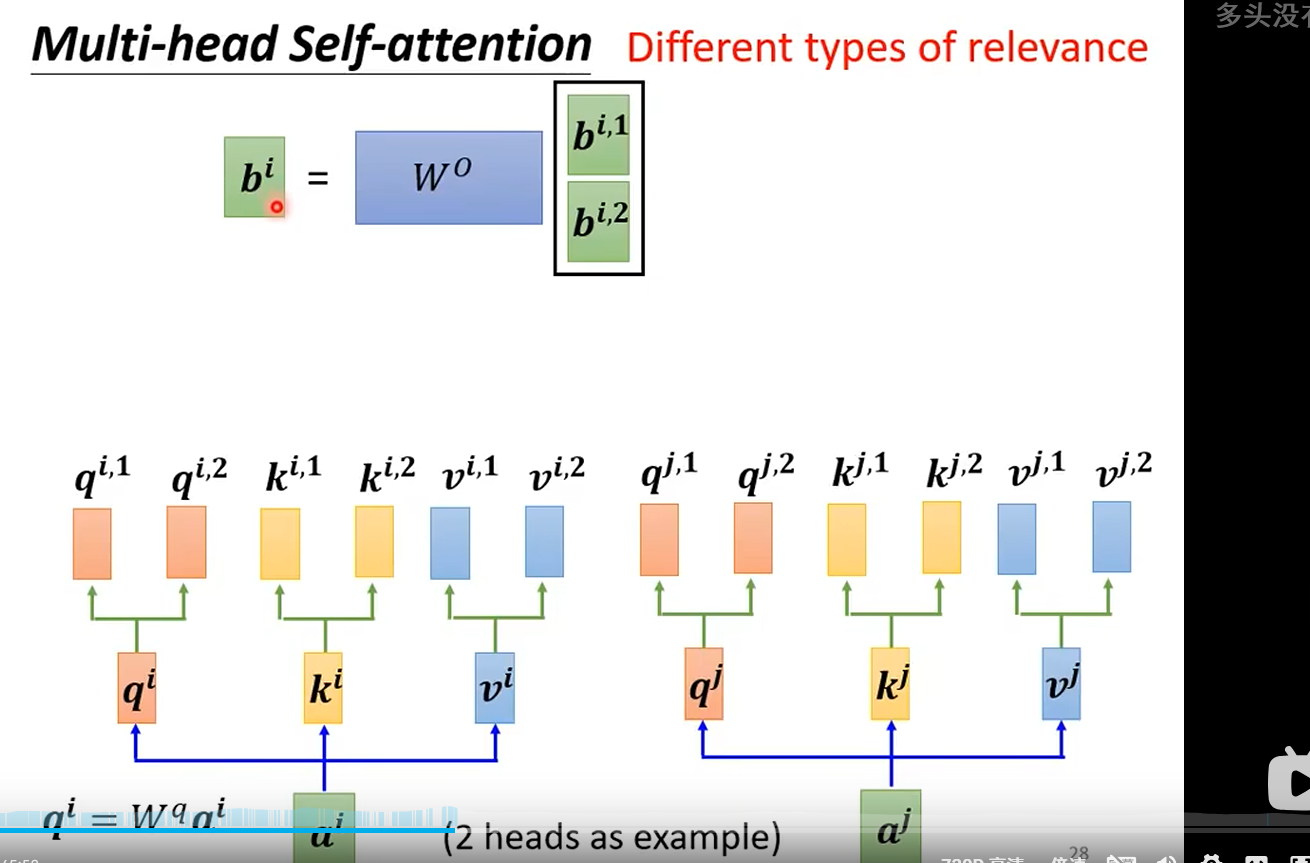 Multi-head Self-attention Different types of relevance
多头没
b^{i,1}
b^i = W^O
b^{i,2}
q^{i,1} q^{i,2} k^{i,1} k^{i,2} v^{i,1} v^{i,2} q^{j,1} q^{j,2} k^{j,1} k^{j,2} v^{j,1} v^{j,2}
q^i k^i v^i q^j k^j v^j
q^i = W^q a^i a^i (2 heads as example) a^j
28